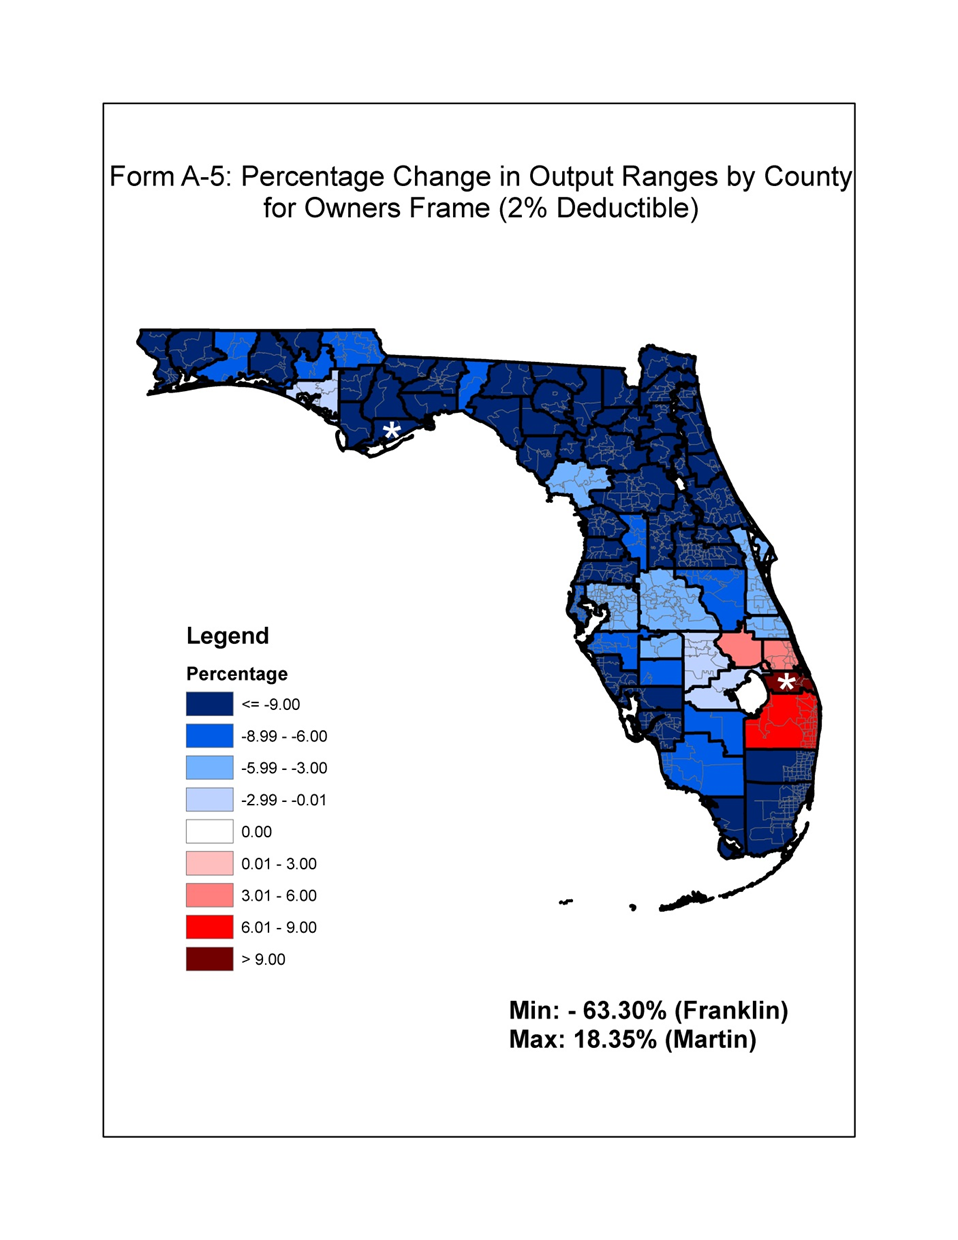 Form A-5: Percentage Change in Output Ranges by County
for Owners Frame (2% Deductible)
*
*
Legend
Percentage
<= -9.00
-8.99 - -6.00
-5.99 - -3.00
-2.99 - -0.01
0.00
0.01 - 3.00
3.01 - 6.00
6.01 - 9.00
> 9.00
Min: - 63.30% (Franklin)
Max: 18.35% (Martin)